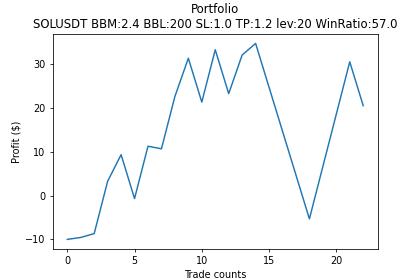 Portfolio
SOLUSDT BBM:2.4 BBL:200 SL:1.0 TP:1.2 lev:20 WinRatio:57.0
Profit ($)
30
20
10
0
−10
0
5
10
15
20
Trade counts